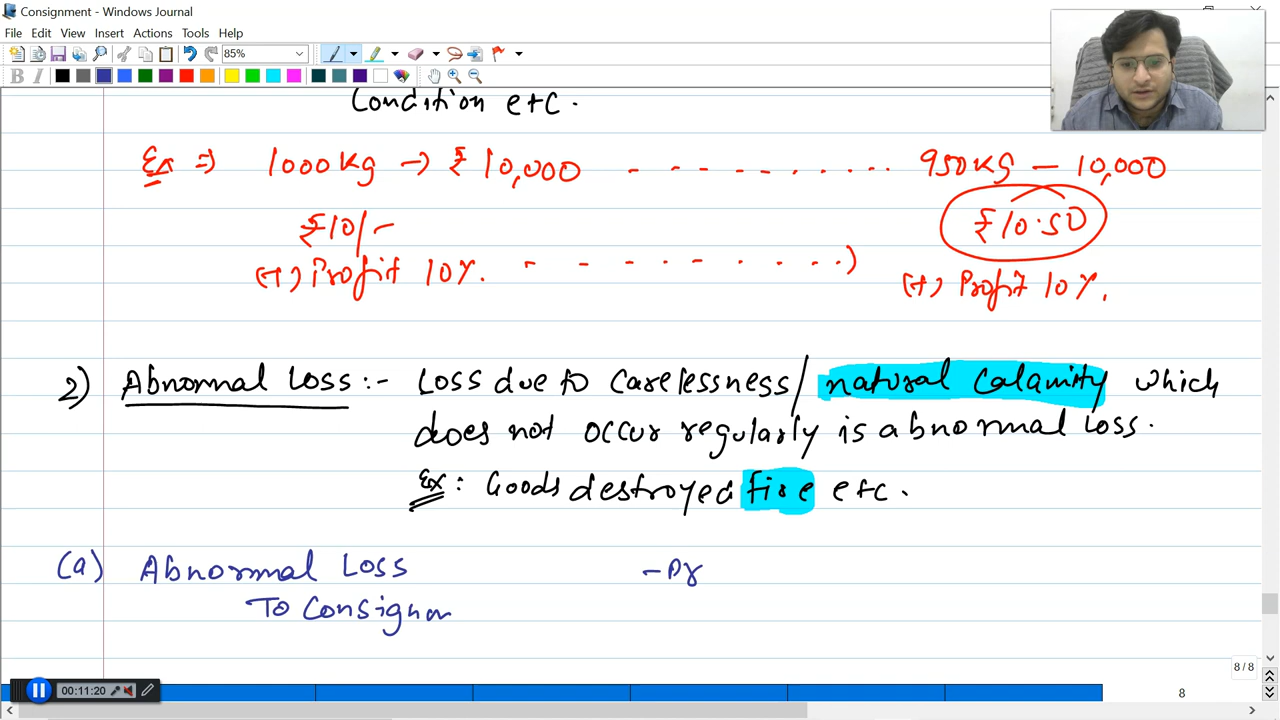 Consignment - Windows Journal
File Edit View Insert Actions Tools Help
85%
B I
Condition etc.
Ex ⇒ 1000kg → ₹ 10,000 - - - - - . . . . . 950kg — 10,000
₹10/- ₹10.50
(+) Profit 10%. - - - - - - . . . .) (+) Profit 10%.
2) Abnormal Loss :- Loss due to carelessness/natural calamity which
does not occur regularly is a abnormal loss.
Ex : Goods destroyed fire etc.
(a) Abnormal Loss - Dr
To Consignm
8/8
00:11:20
8